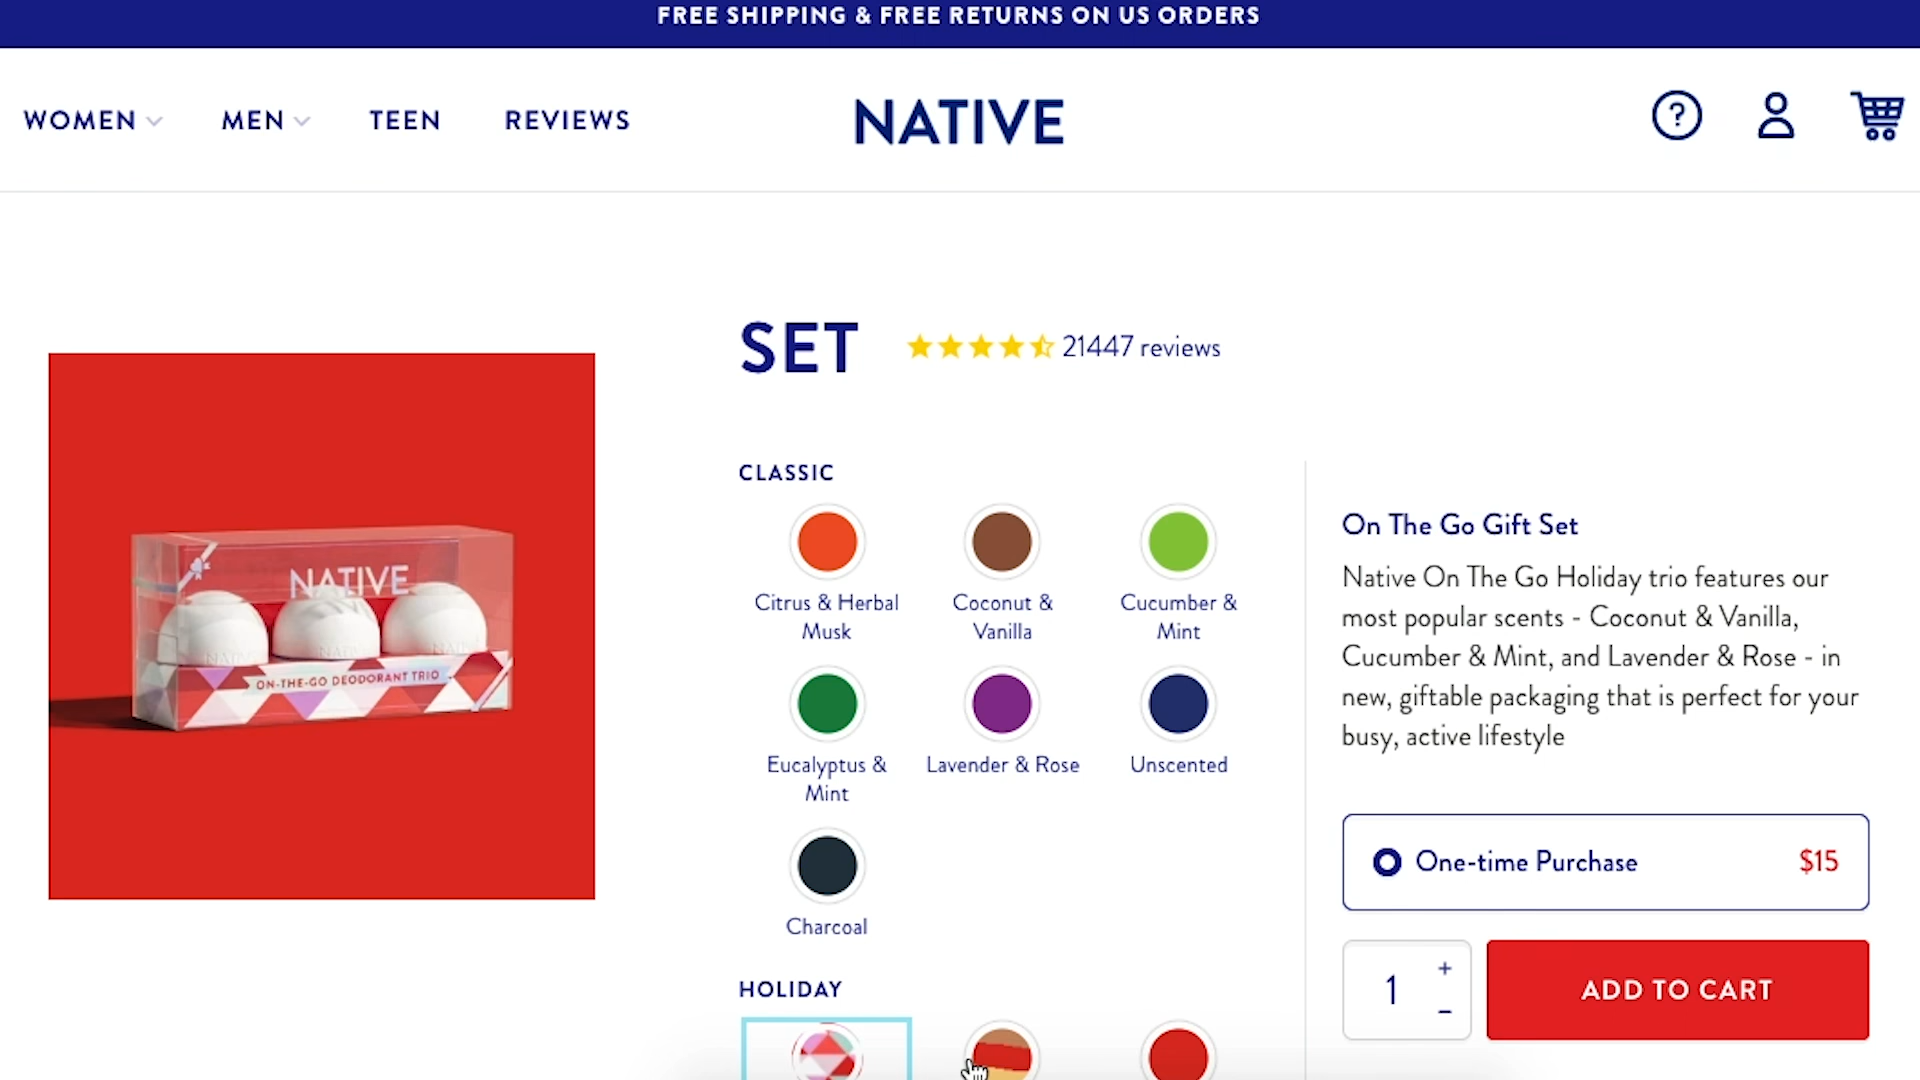 FREE SHIPPING & FREE RETURNS ON US ORDERS
WOMEN
MEN
TEEN
REVIEWS
NATIVE
?
SET
21447 reviews
NATIVE
NATIVE
ON-THE-GO DEODORANT TRIO
CLASSIC
Citrus & Herbal
Musk
Coconut &
Vanilla
Cucumber &
Mint
Eucalyptus &
Mint
Lavender & Rose
Unscented
Charcoal
HOLIDAY
On The Go Gift Set
Native On The Go Holiday trio features our
most popular scents - Coconut & Vanilla,
Cucumber & Mint, and Lavender & Rose - in
new, giftable packaging that is perfect for your
busy, active lifestyle
One-time Purchase
$15
1
+
-
ADD TO CART